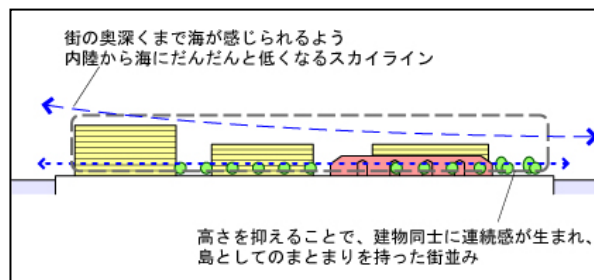 街の奥深くまで海が感じられるよう
内陸から海にだんだんと低くなるスカイライン
高さを抑えることで、建物同士に連続感が生まれ、
島としてのまとまりを持った街並み